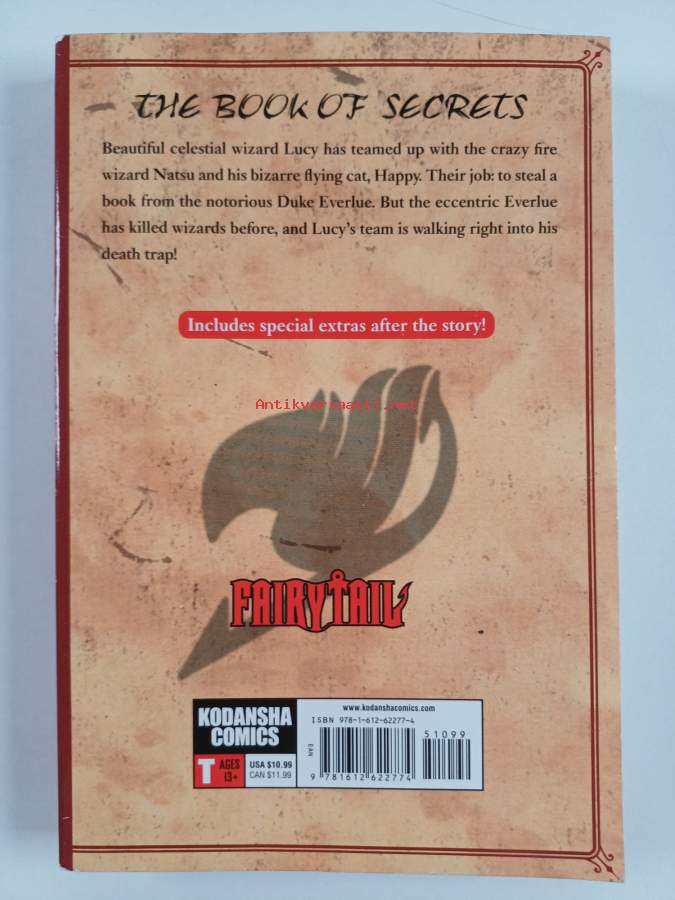 THE BOOK OF SECRETS
Beautiful celestial wizard Lucy has teamed up with the crazy fire
wizard Natsu and his bizarre flying cat, Happy. Their job: to steal a
book from the notorious Duke Everlue. But the eccentric Everlue
has killed wizards before, and Lucy's team is walking right into his
death trap!
Includes special extras after the story!
Antikvariaatti.net
FAIRY TAIL
KODANSHA
COMICS
T AGES
13+
USA $10.99
CAN $11.99
www.kodanshacomics.com
ISBN 978-1-612-62277-4
51099
EAN
9 781612 622774